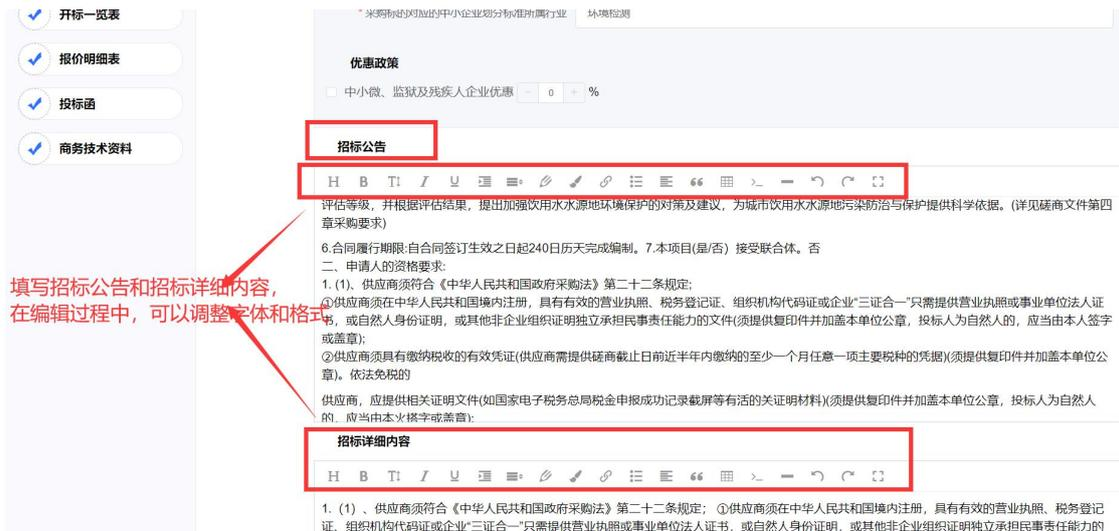 开标一览表
报价明细表
投标函
商务技术资料
* 采购标的对应的中小企业划分标准所属行业 环境检测
优惠政策
中小微、监狱及残疾人企业优惠 - 0 + %
招标公告
评估等级，并根据评估结果，提出加强饮用水水源地环境保护的对策及建议，为城市饮用水水源地污染防治与保护提供科学依据。(详见磋商文件第四
章采购要求)
6.合同履行期限:自合同签订生效之日起240日历天完成编制。7.本项目(是/否）接受联合体。否
二、申请人的资格要求:
1. (1)、供应商须符合《中华人民共和国政府采购法》第二十二条规定;
①供应商须在中华人民共和国境内注册，具有有效的营业执照、税务登记证、组织机构代码证或企业“三证合一”只需提供营业执照或事业单位法人证
书，或自然人身份证明，或其他非企业组织证明独立承担民事责任能力的文件(须提供复印件并加盖本单位公章，投标人为自然人的，应当由本人签字
或盖章);
②供应商须具有缴纳税收的有效凭证(供应商需提供磋商截止日前近半年内缴纳的至少一个月任意一项主要税种的凭据)(须提供复印件并加盖本单位公
章)。依法免税的
供应商，应提供相关证明文件(如国家电子税务总局税金申报成功记录截屏等有活的关证明材料)(须提供复印件并加盖本单位公章，投标人为自然人
的，应当由本火搭字或盖章);
填写招标公告和招标详细内容，
在编辑过程中，可以调整字体和格式
招标详细内容
1.（1）、供应商须符合《中华人民共和国政府采购法》第二十二条规定； ①供应商须在中华人民共和国境内注册，具有有效的营业执照、税务登记
证、组织机构代码证或企业“三证合一”只需提供营业执照或事业单位法人证书，或自然人身份证明，或其他非企业组织证明独立承担民事责任能力的